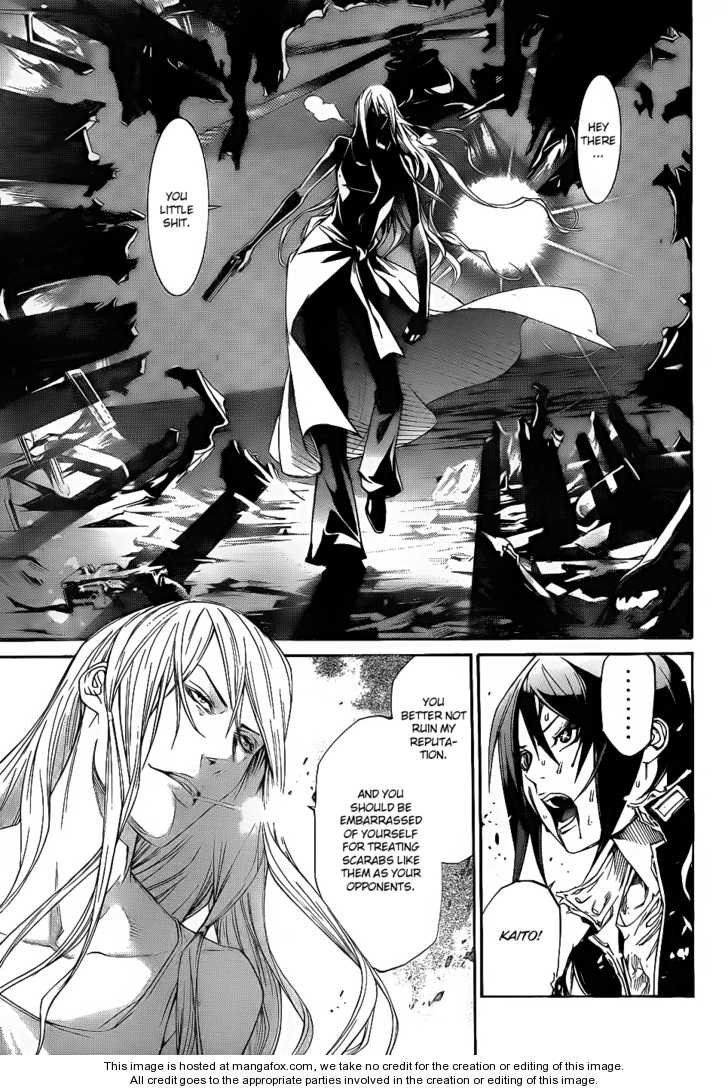 HEY
THERE
...
YOU
LITTLE
SHIT.
......
KAITO!
YOU
BETTER NOT
RUIN MY
REPUTA-
TION.
AND YOU
SHOULD BE
EMBARRASSED
OF YOURSELF
FOR TREATING
SCARABS LIKE
THEM AS YOUR
OPPONENTS.
This image is hosted at mangafox.com, we take no credit for the creation or editing of this image.
All credit goes to the appropriate parties involved in the creation or editing of this image.